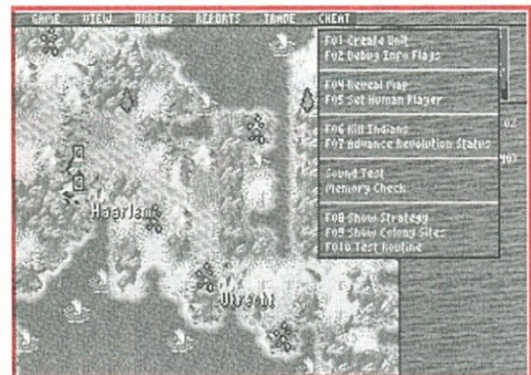 GAME VIEW ORDERS REPORTS TRADE CHEAT
F01 Create Unit
F02 Debug Info Flags
F04 Reveal Map
F05 Set Human Player
F06 Kill Indians
F07 Advance Revolution Status
Sound Test
Memory Check
F08 Show Strategy
F09 Show Colony Sites
F010 Test Routine
Haarlem
Utrecht